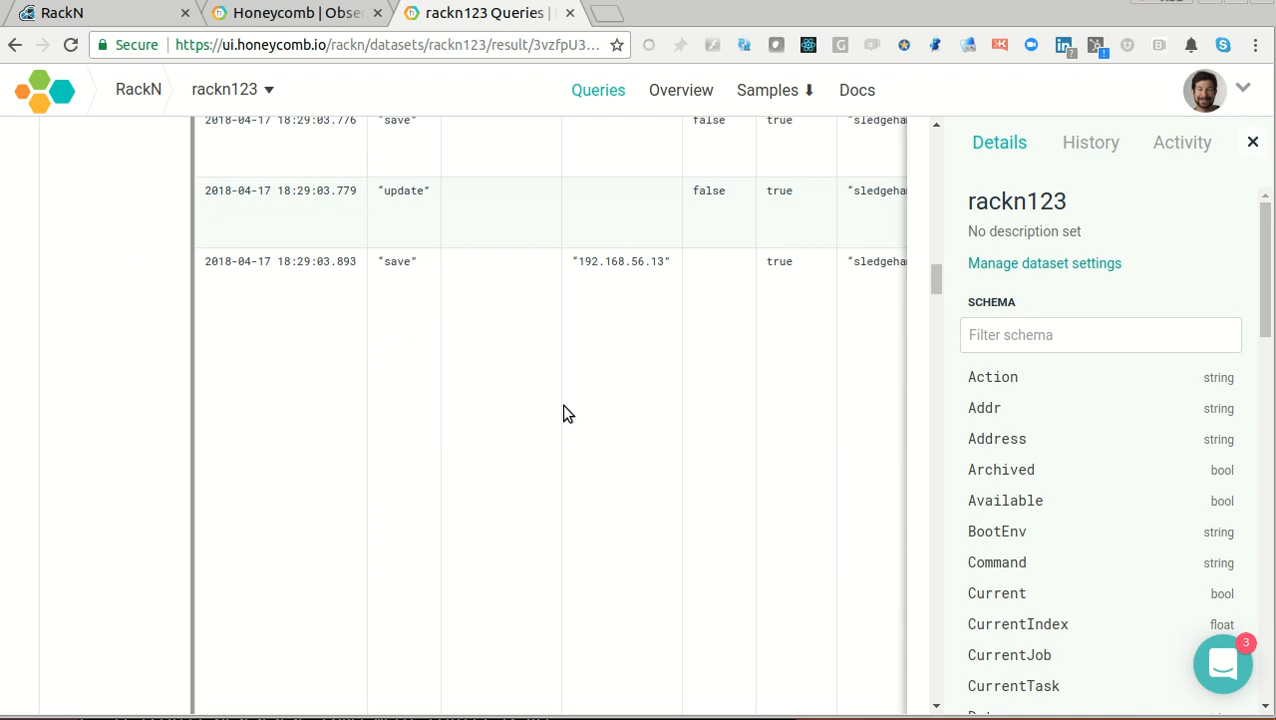 RackN
Honeycomb | Obse
rackn123 Queries |
Secure
https://ui.honeycomb.io/rackn/datasets/rackn123/result/3vzfpU3...
RackN
rackn123
Queries
Overview
Samples
Docs
2018-04-17 18:29:03.776 "save" false true "sledgeha
2018-04-17 18:29:03.779 "update" false true "sledgeha
2018-04-17 18:29:03.893 "save" "192.168.56.13" true "sledgeha
Details
History
Activity
rackn123
No description set
Manage dataset settings
SCHEMA
Filter schema
Action string
Addr string
Address string
Archived bool
Available bool
BootEnv string
Command string
Current bool
CurrentIndex float
CurrentJob
CurrentTask
3